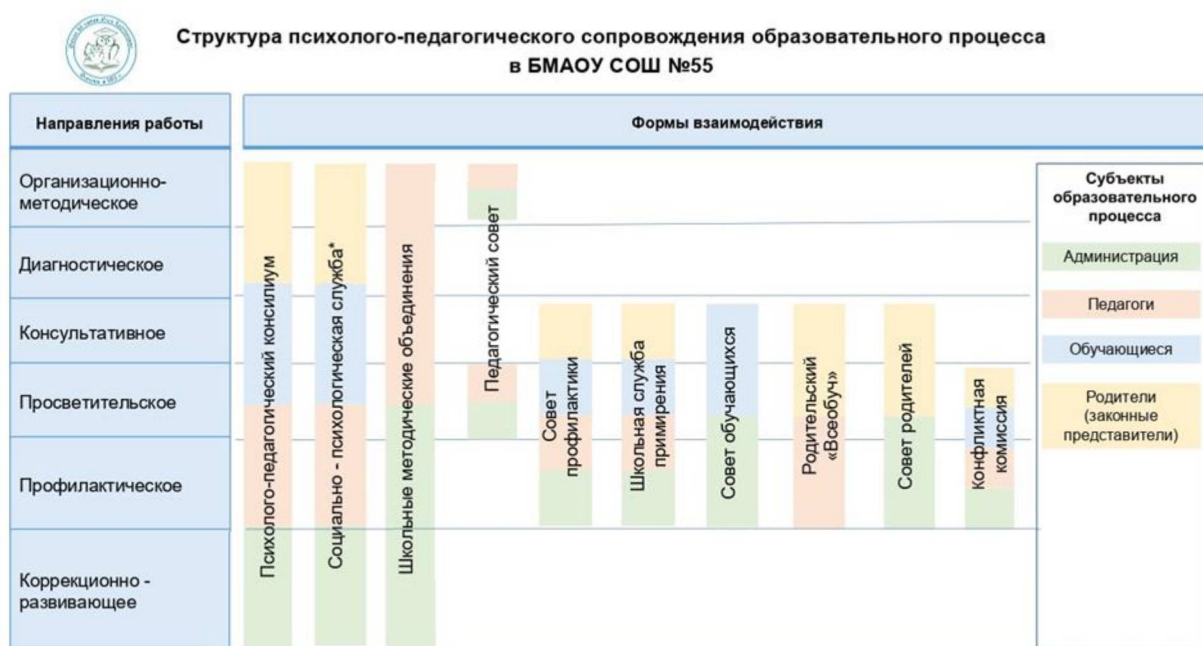 Структура психолого-педагогического сопровождения образовательного процесса
в БМАОУ СОШ №55
Направления работы
Формы взаимодействия
Организационно-
методическое
Диагностическое
Консультативное
Просветительское
Профилактическое
Коррекционно -
развивающее
Психолого-педагогический консилиум
Социально - психологическая служба*
Школьные методические объединения
Педагогический совет
Совет
профилактики
Школьная служба
примирения
Совет обучающихся
Родительский
«Всеобуч»
Совет родителей
Конфликтная
комиссия
Субъекты
образовательного
процесса
Администрация
Педагоги
Обучающиеся
Родители
(законные
представители)